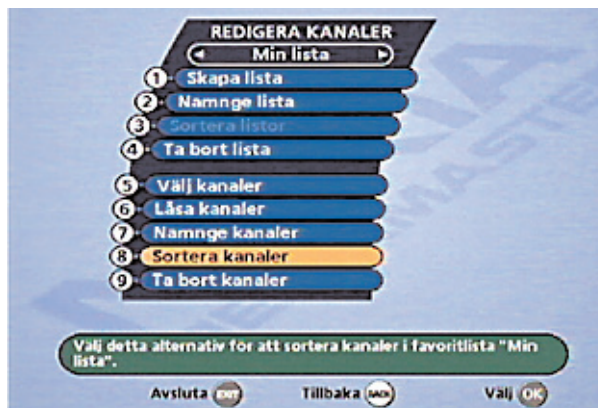 REDIGERA KANALER
Min lista
1 Skapa lista
2 Namnge lista
3 Sortera listor
4 Ta bort lista
5 Välj kanaler
6 Låsa kanaler
7 Namnge kanaler
8 Sortera kanaler
9 Ta bort kanaler
Välj detta alternativ för att sortera kanaler i favoritlista "Min
lista".
Avsluta EXIT Tillbaka BACK Välj OK